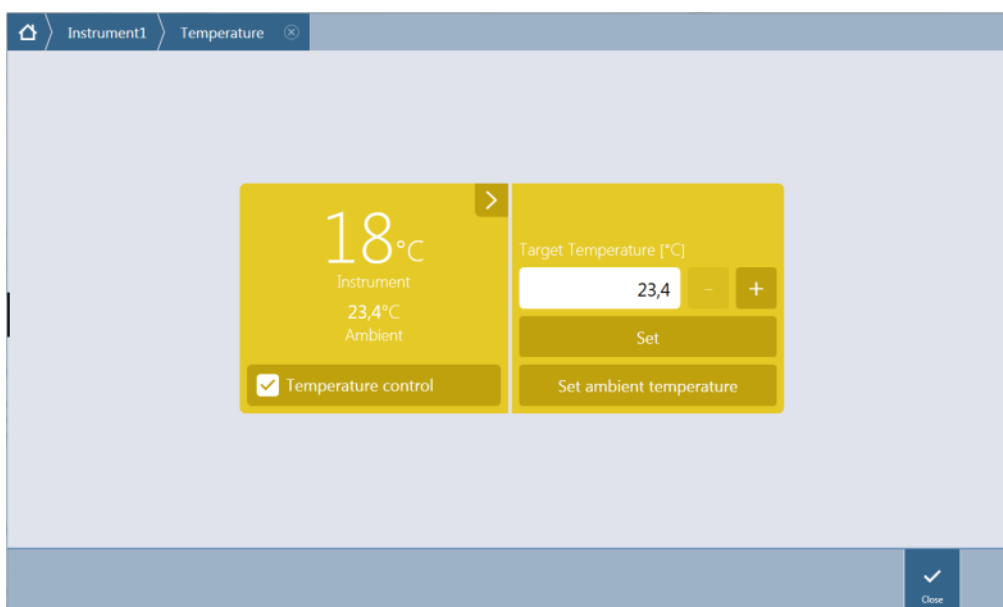 Instrument1
Temperature
18°C
Instrument
23,4°C
Ambient
Temperature control
Target Temperature [°C]
23,4
- +
Set
Set ambient temperature
Close